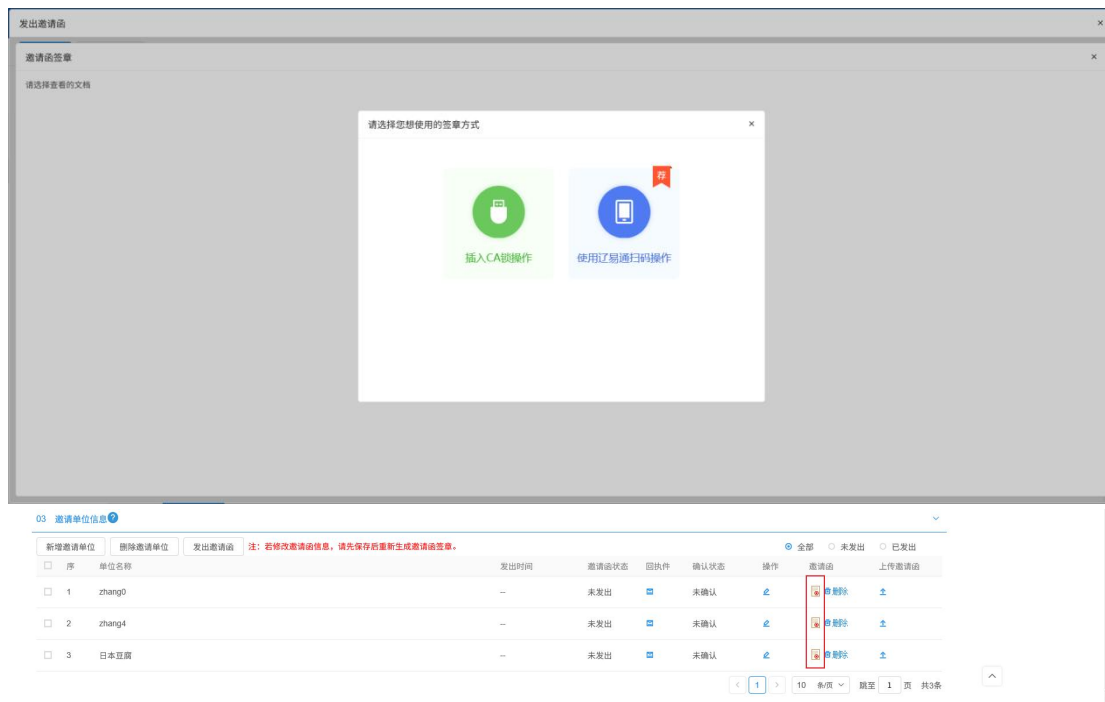 发出邀请函 ×
邀请函签章 ×
请选择查看的文档
请选择您想使用的签章方式 ×
荐
插入CA锁操作 使用辽易通扫码操作
03 邀请单位信息 ?
新增邀请单位 删除邀请单位 发出邀请函 注：若修改邀请函信息，请先保存后重新生成邀请函签章。 全部 未发出 已发出
序 单位名称 发出时间 邀请函状态 回执件 确认状态 操作 邀请函 上传邀请函
1 zhang0 -- 未发出 未确认 删除
2 zhang4 -- 未发出 未确认 删除
3 日本豆腐 -- 未发出 未确认 删除
< 1 > 10 条/页 跳至 1 页 共3条